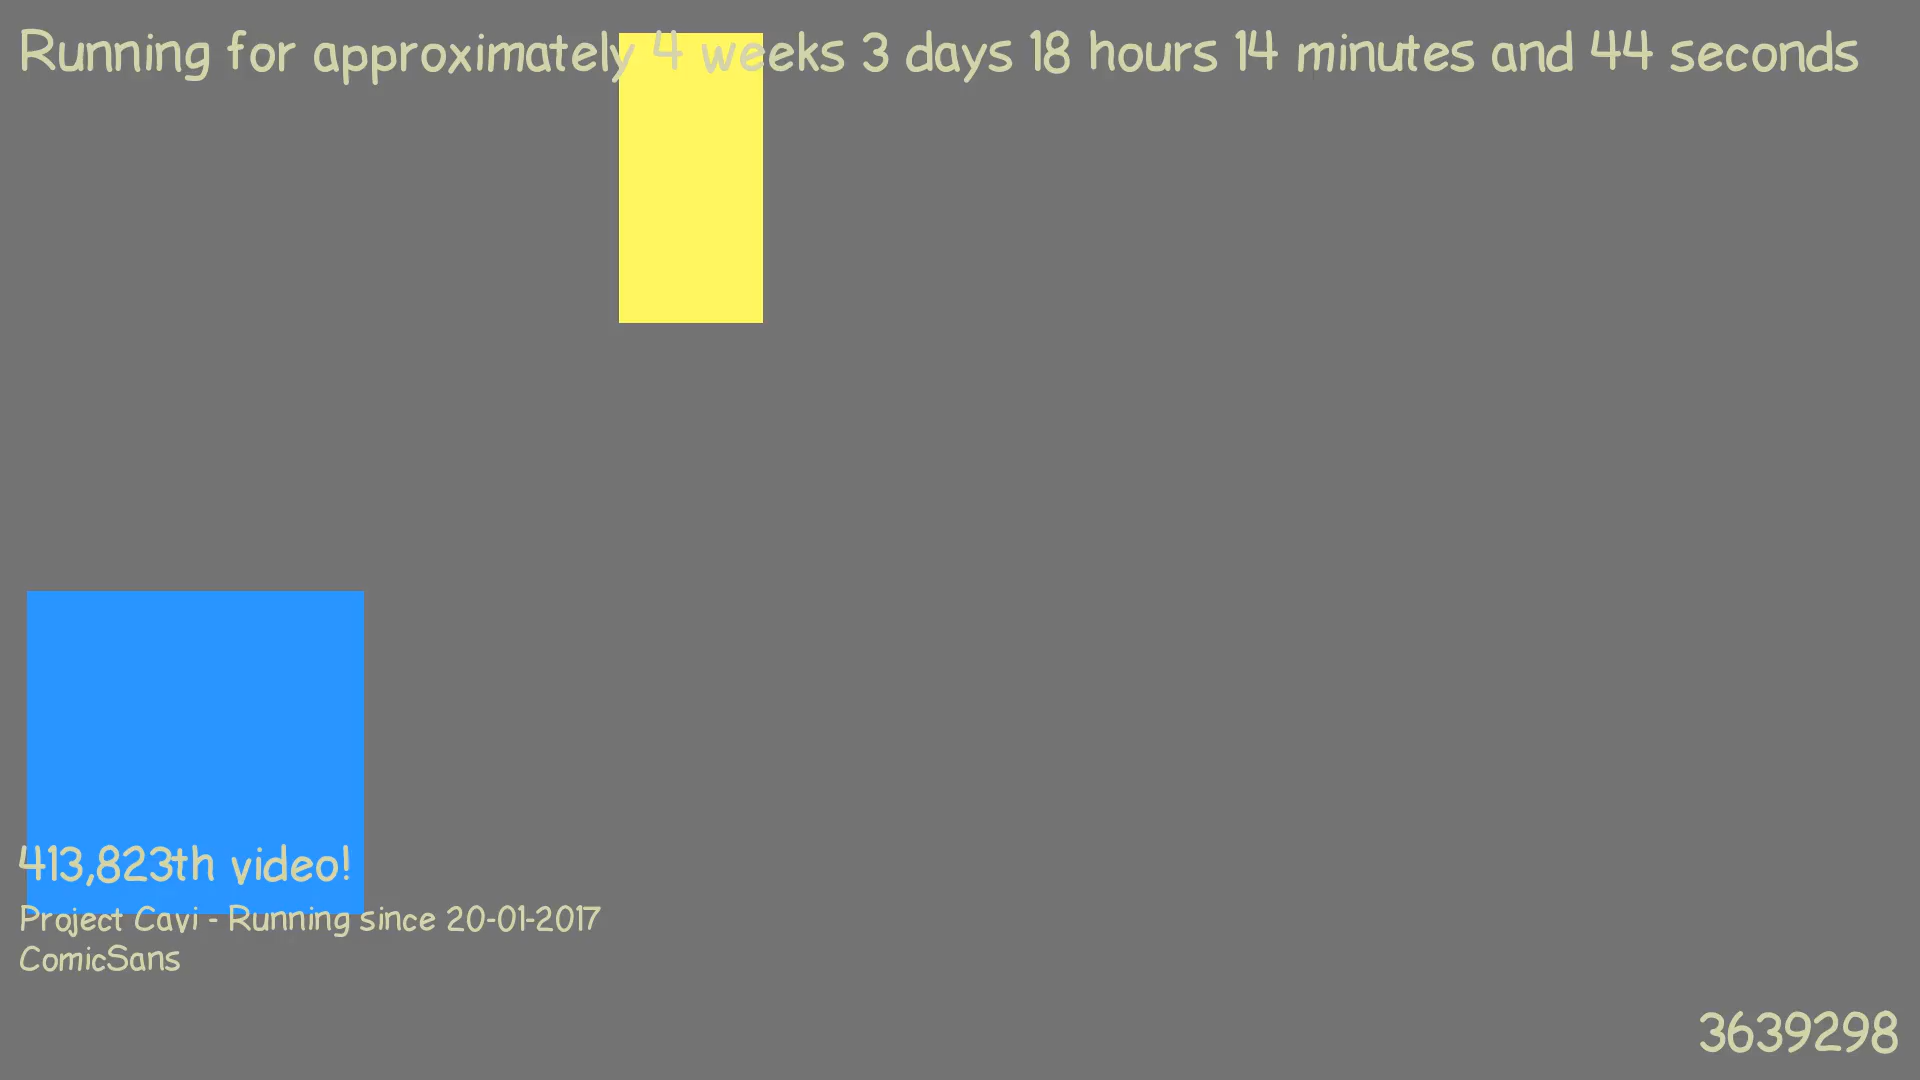 Running for approximately 4 weeks 3 days 18 hours 14 minutes and 44 seconds
413,823th video!
Project Cavi - Running since 20-01-2017
ComicSans
3639298